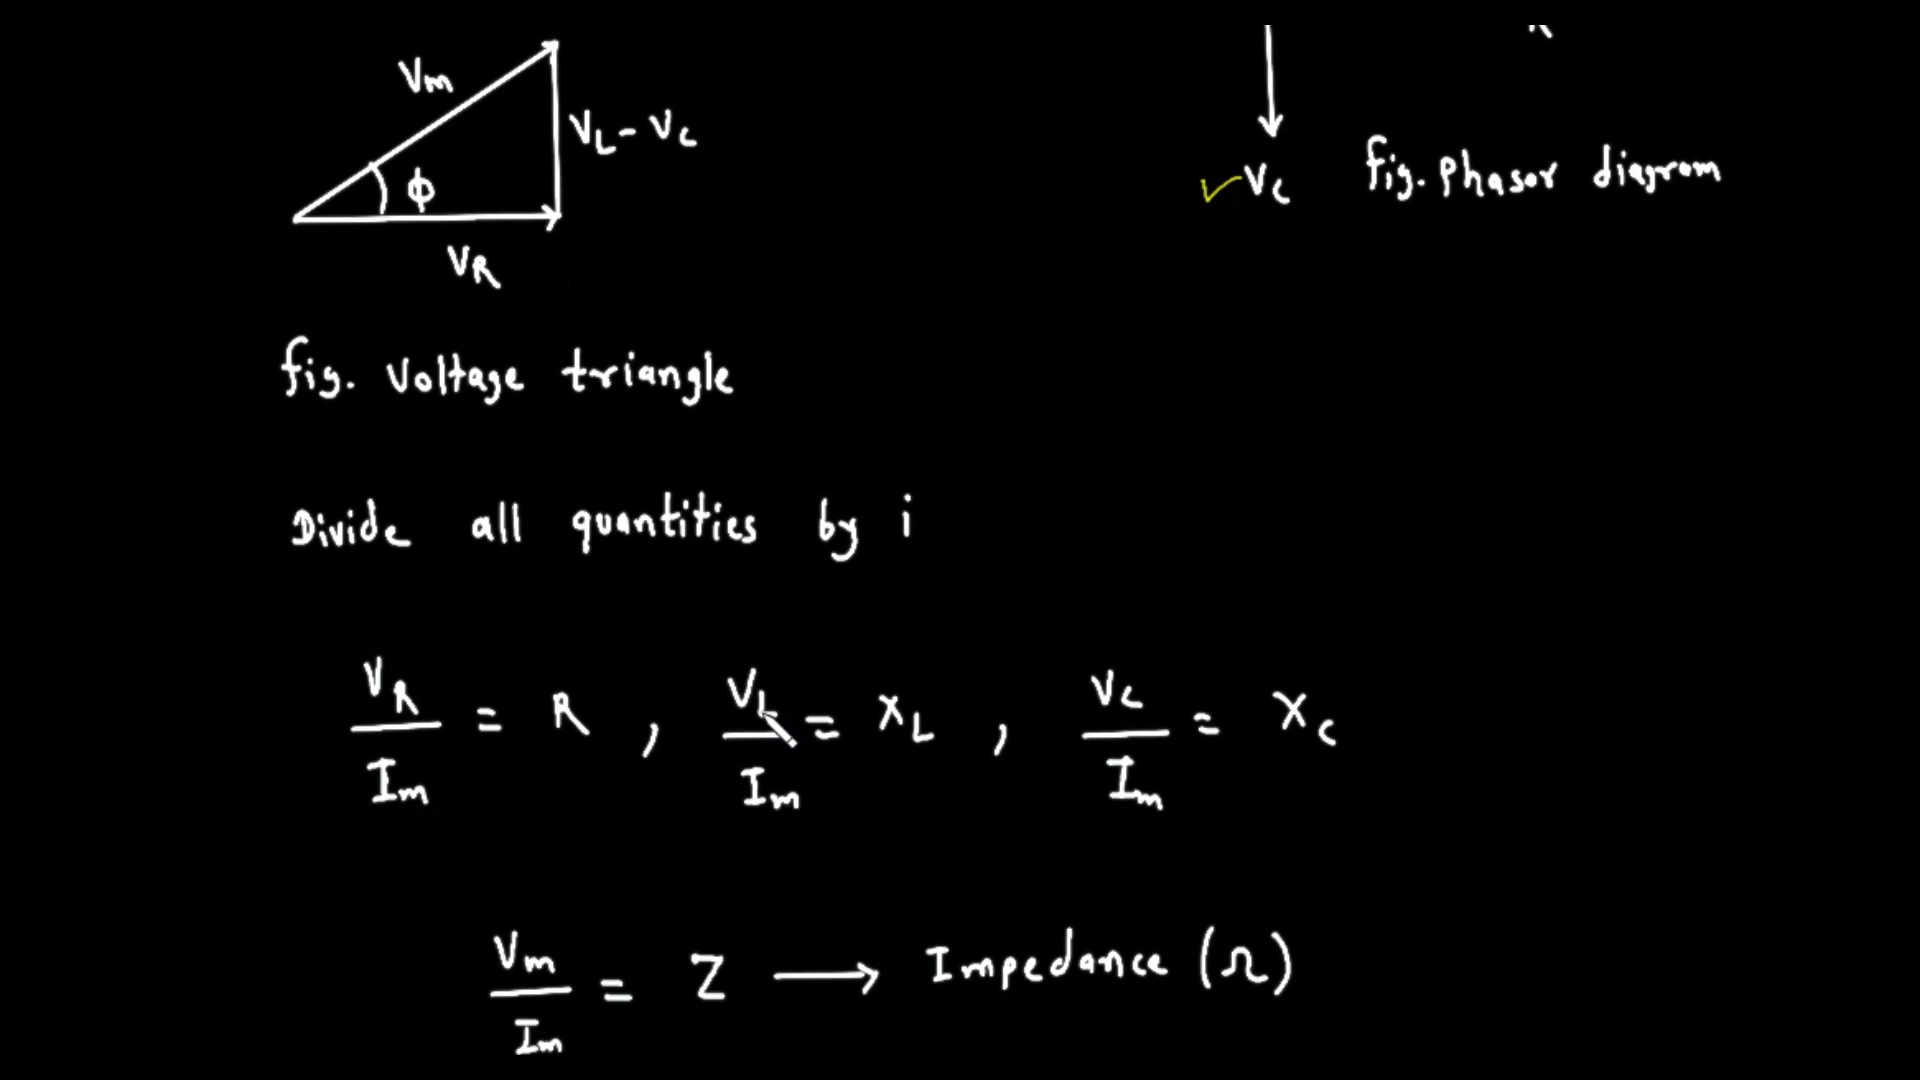 Vm
VL - Vc
ϕ
VR
fig. Voltage triangle
Vc
fig. Phasor diagram
Divide all quantities by i
VR/Im = R , VL/Im = XL , Vc/Im = Xc
Vm/Im = Z → Impedance (Ω)